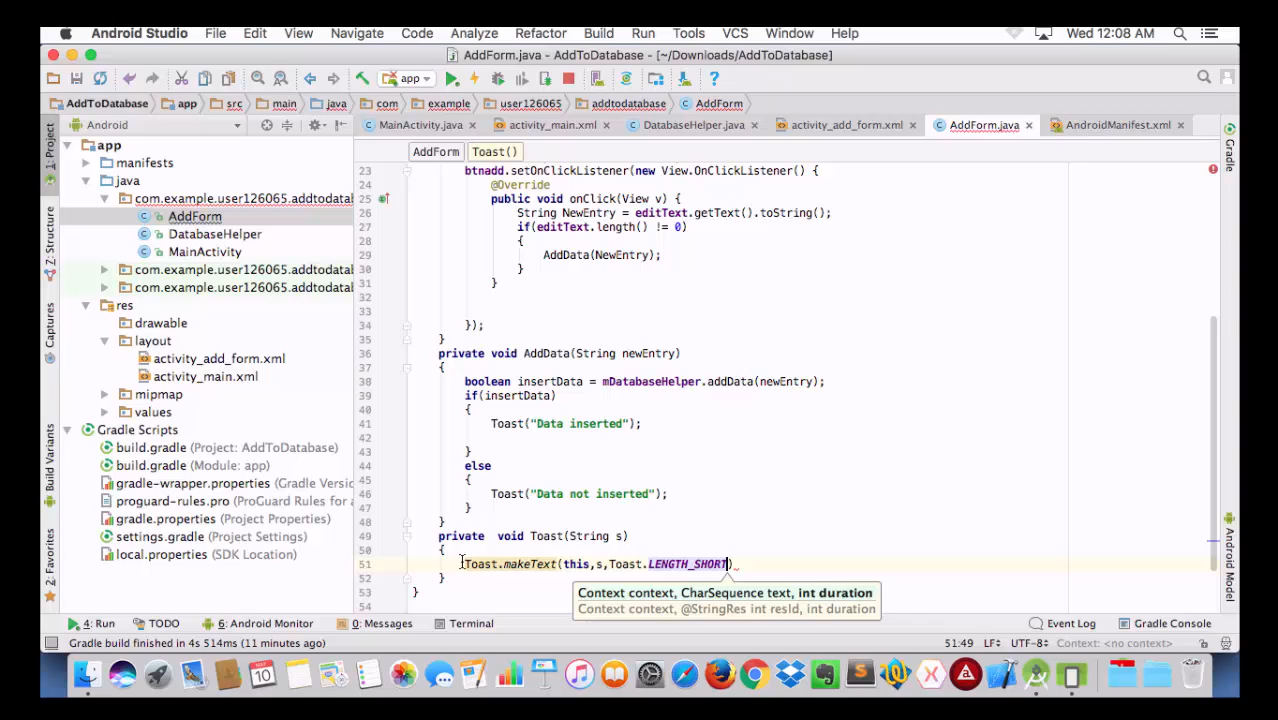 Android Studio File Edit View Navigate Code Analyze Refactor Build Run Tools VCS Window Help Wed 12:08 AM
AddForm.java - AddToDatabase - [~/Downloads/AddToDatabase]
app
AddToDatabase app src main java com example user126065 addtodatabase AddForm
Android
MainActivity.java activity_main.xml DatabaseHelper.java activity_add_form.xml AddForm.java AndroidManifest.xml
AddForm Toast()
1: Project
Z: Structure
Captures
Build Variants
2: Favorites
app
manifests
java
com.example.user126065.addtodatal
AddForm
DatabaseHelper
MainActivity
com.example.user126065.addtodatal
com.example.user126065.addtodatal
res
drawable
layout
activity_add_form.xml
activity_main.xml
mipmap
values
Gradle Scripts
build.gradle (Project: AddToDatabase)
build.gradle (Module: app)
gradle-wrapper.properties (Gradle Versi
proguard-rules.pro (ProGuard Rules for a
gradle.properties (Project Properties)
settings.gradle (Project Settings)
local.properties (SDK Location)
23 btnadd.setOnClickListener(new View.OnClickListener() {
24 @Override
25 public void onClick(View v) {
26 String NewEntry = editText.getText().toString();
27 if(editText.length() != 0)
28 {
29 AddData(NewEntry);
30 }
31 }
32
33
34 });
35 }
36 private void AddData(String newEntry)
37 {
38 boolean insertData = mDatabaseHelper.addData(newEntry);
39 if(insertData)
40 {
41 Toast("Data inserted");
42
43 }
44 else
45 {
46 Toast("Data not inserted");
47 }
48 }
49 private void Toast(String s)
50 {
51 Toast.makeText(this,s,Toast.LENGTH_SHORT)
52 }
53 }
54
Context context, CharSequence text, int duration
Context context, @StringRes int resId, int duration
Gradle
Android Model
4: Run TODO 6: Android Monitor 0: Messages Terminal Event Log Gradle Console
Gradle build finished in 4s 514ms (11 minutes ago) 51:49 LF UTF-8 Context: <no context>
MAY
10